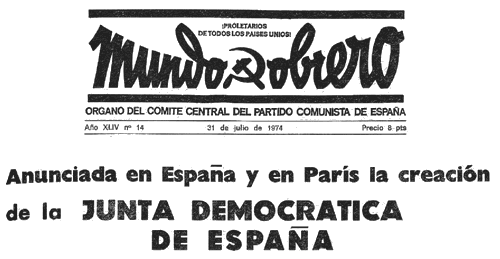 ¡PROLETARIOS
DE TODOS LOS PAISES UNIOS!
mundo obrero
ORGANO DEL COMITE CENTRAL DEL PARTIDO COMUNISTA DE ESPAÑA
Año XLIV nº 14 31 de julio de 1974 Precio 8 pts
Anunciada en España y en París la creación
de la JUNTA DEMOCRATICA
DE ESPAÑA